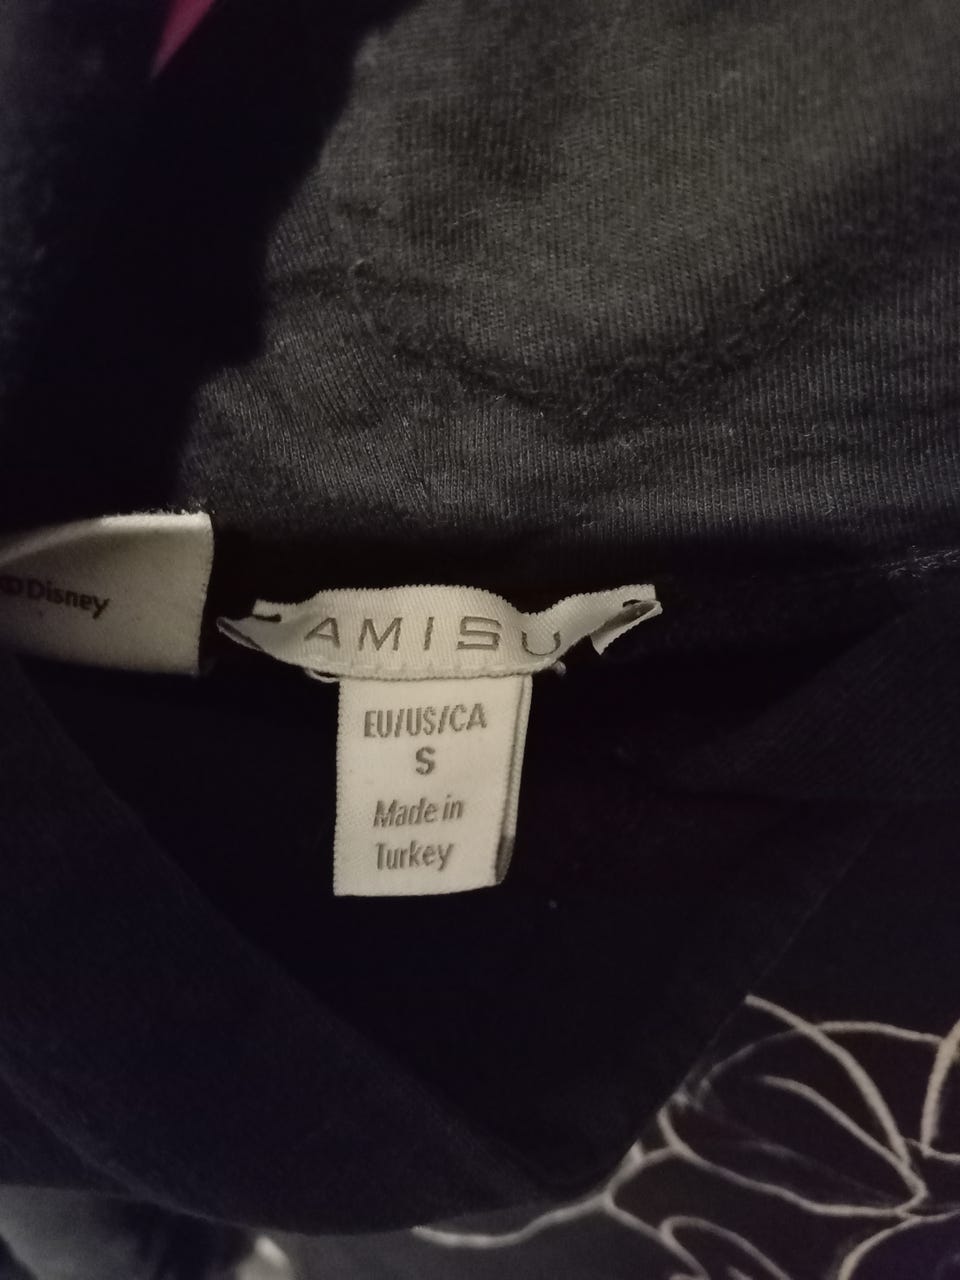 Disney
AMISU
EU/US/CA
S
Made in
Turkey